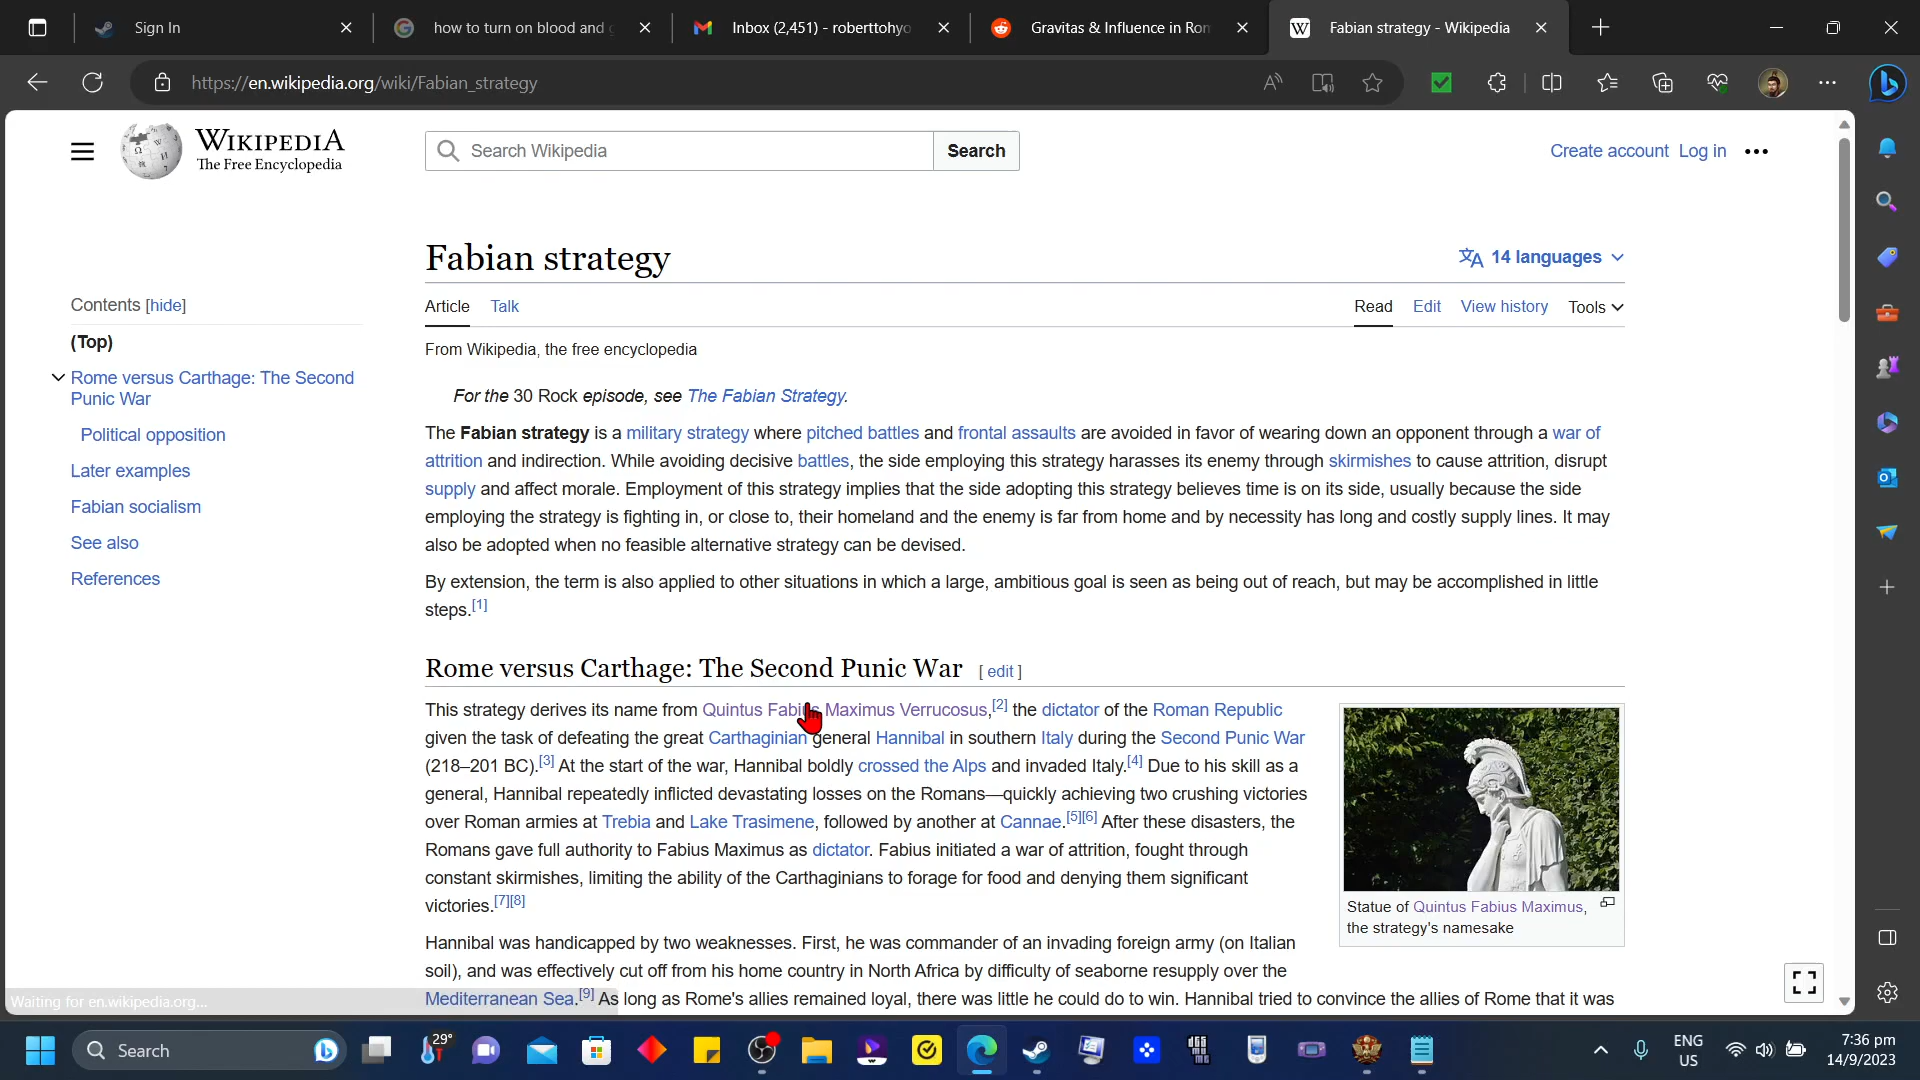 Sign In
how to turn on blood and g
Inbox (2,451) - roberttohyo
Gravitas & Influence in Rom
Fabian strategy - Wikipedia
https://en.wikipedia.org/wiki/Fabian_strategy
WIKIPEDIA
The Free Encyclopedia
Search Wikipedia
Search
Create account Log in
Fabian strategy
14 languages
Contents [hide]
Article Talk
Read Edit View history Tools
(Top)
From Wikipedia, the free encyclopedia
Rome versus Carthage: The Second
Punic War
Political opposition
Later examples
Fabian socialism
See also
References
For the 30 Rock episode, see The Fabian Strategy.
The Fabian strategy is a military strategy where pitched battles and frontal assaults are avoided in favor of wearing down an opponent through a war of
attrition and indirection. While avoiding decisive battles, the side employing this strategy harasses its enemy through skirmishes to cause attrition, disrupt
supply and affect morale. Employment of this strategy implies that the side adopting this strategy believes time is on its side, usually because the side
employing the strategy is fighting in, or close to, their homeland and the enemy is far from home and by necessity has long and costly supply lines. It may
also be adopted when no feasible alternative strategy can be devised.
By extension, the term is also applied to other situations in which a large, ambitious goal is seen as being out of reach, but may be accomplished in little
steps.[1]
Rome versus Carthage: The Second Punic War [ edit ]
This strategy derives its name from Quintus Fabius Maximus Verrucosus,[2] the dictator of the Roman Republic
given the task of defeating the great Carthaginian general Hannibal in southern Italy during the Second Punic War
(218–201 BC).[3] At the start of the war, Hannibal boldly crossed the Alps and invaded Italy.[4] Due to his skill as a
general, Hannibal repeatedly inflicted devastating losses on the Romans—quickly achieving two crushing victories
over Roman armies at Trebia and Lake Trasimene, followed by another at Cannae.[5][6] After these disasters, the
Romans gave full authority to Fabius Maximus as dictator. Fabius initiated a war of attrition, fought through
constant skirmishes, limiting the ability of the Carthaginians to forage for food and denying them significant
victories.[7][8]
Statue of Quintus Fabius Maximus,
the strategy's namesake
Hannibal was handicapped by two weaknesses. First, he was commander of an invading foreign army (on Italian
soil), and was effectively cut off from his home country in North Africa by difficulty of seaborne resupply over the
Mediterranean Sea.[9] As long as Rome's allies remained loyal, there was little he could do to win. Hannibal tried to convince the allies of Rome that it was
Waiting for en.wikipedia.org...
Search
29°
ENG
US
7:36 pm
14/9/2023